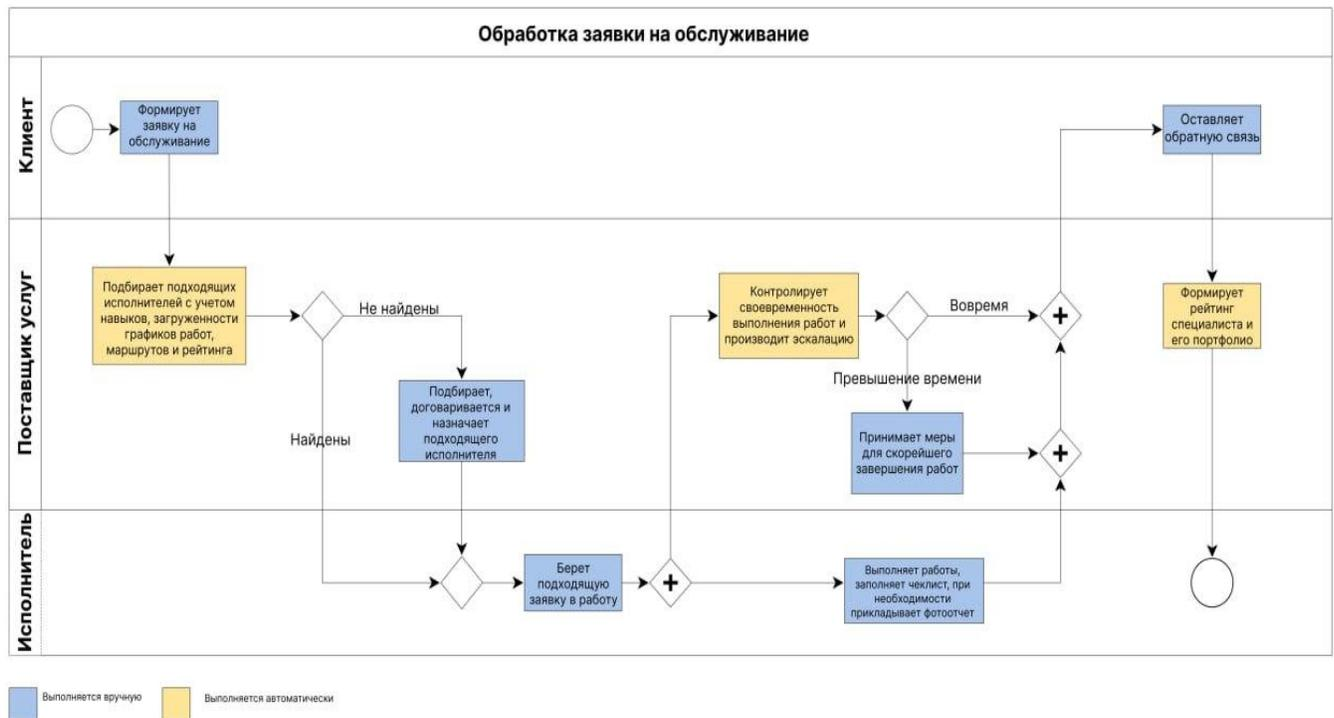 Обработка заявки на обслуживание
Клиент
Формирует
заявку на
обслуживание
Оставляет
обратную связь
Поставщик услуг
Подбирает подходящих
исполнителей с учетом
навыков, загруженности
графиков работ,
маршрутов и рейтинга
Не найдены
Найдены
Подбирает,
договаривается и
назначает
подходящего
исполнителя
Контролирует
своевременность
выполнения работ и
производит эскалацию
Вовремя
Превышение времени
Принимает меры
для скорейшего
завершения работ
Формирует
рейтинг
специалиста и
его портфолио
Исполнитель
Берет
подходящую
заявку в работу
Выполняет работы,
заполняет чеклист, при
необходимости
прикладывает фотоотчет
Выполняется вручную
Выполняется автоматически